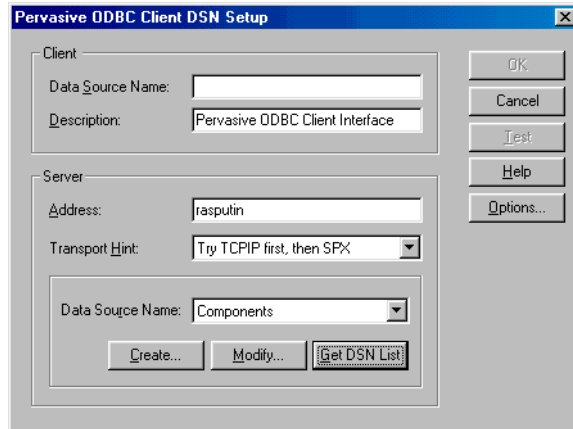 Pervasive ODBC Client DSN Setup
Client
Data Source Name:
Description: Pervasive ODBC Client Interface
Server
Address: rasputin
Transport Hint: Try TCPIP first, then SPX
Data Source Name: Components
Create... Modify... Get DSN List
OK
Cancel
Test
Help
Options...